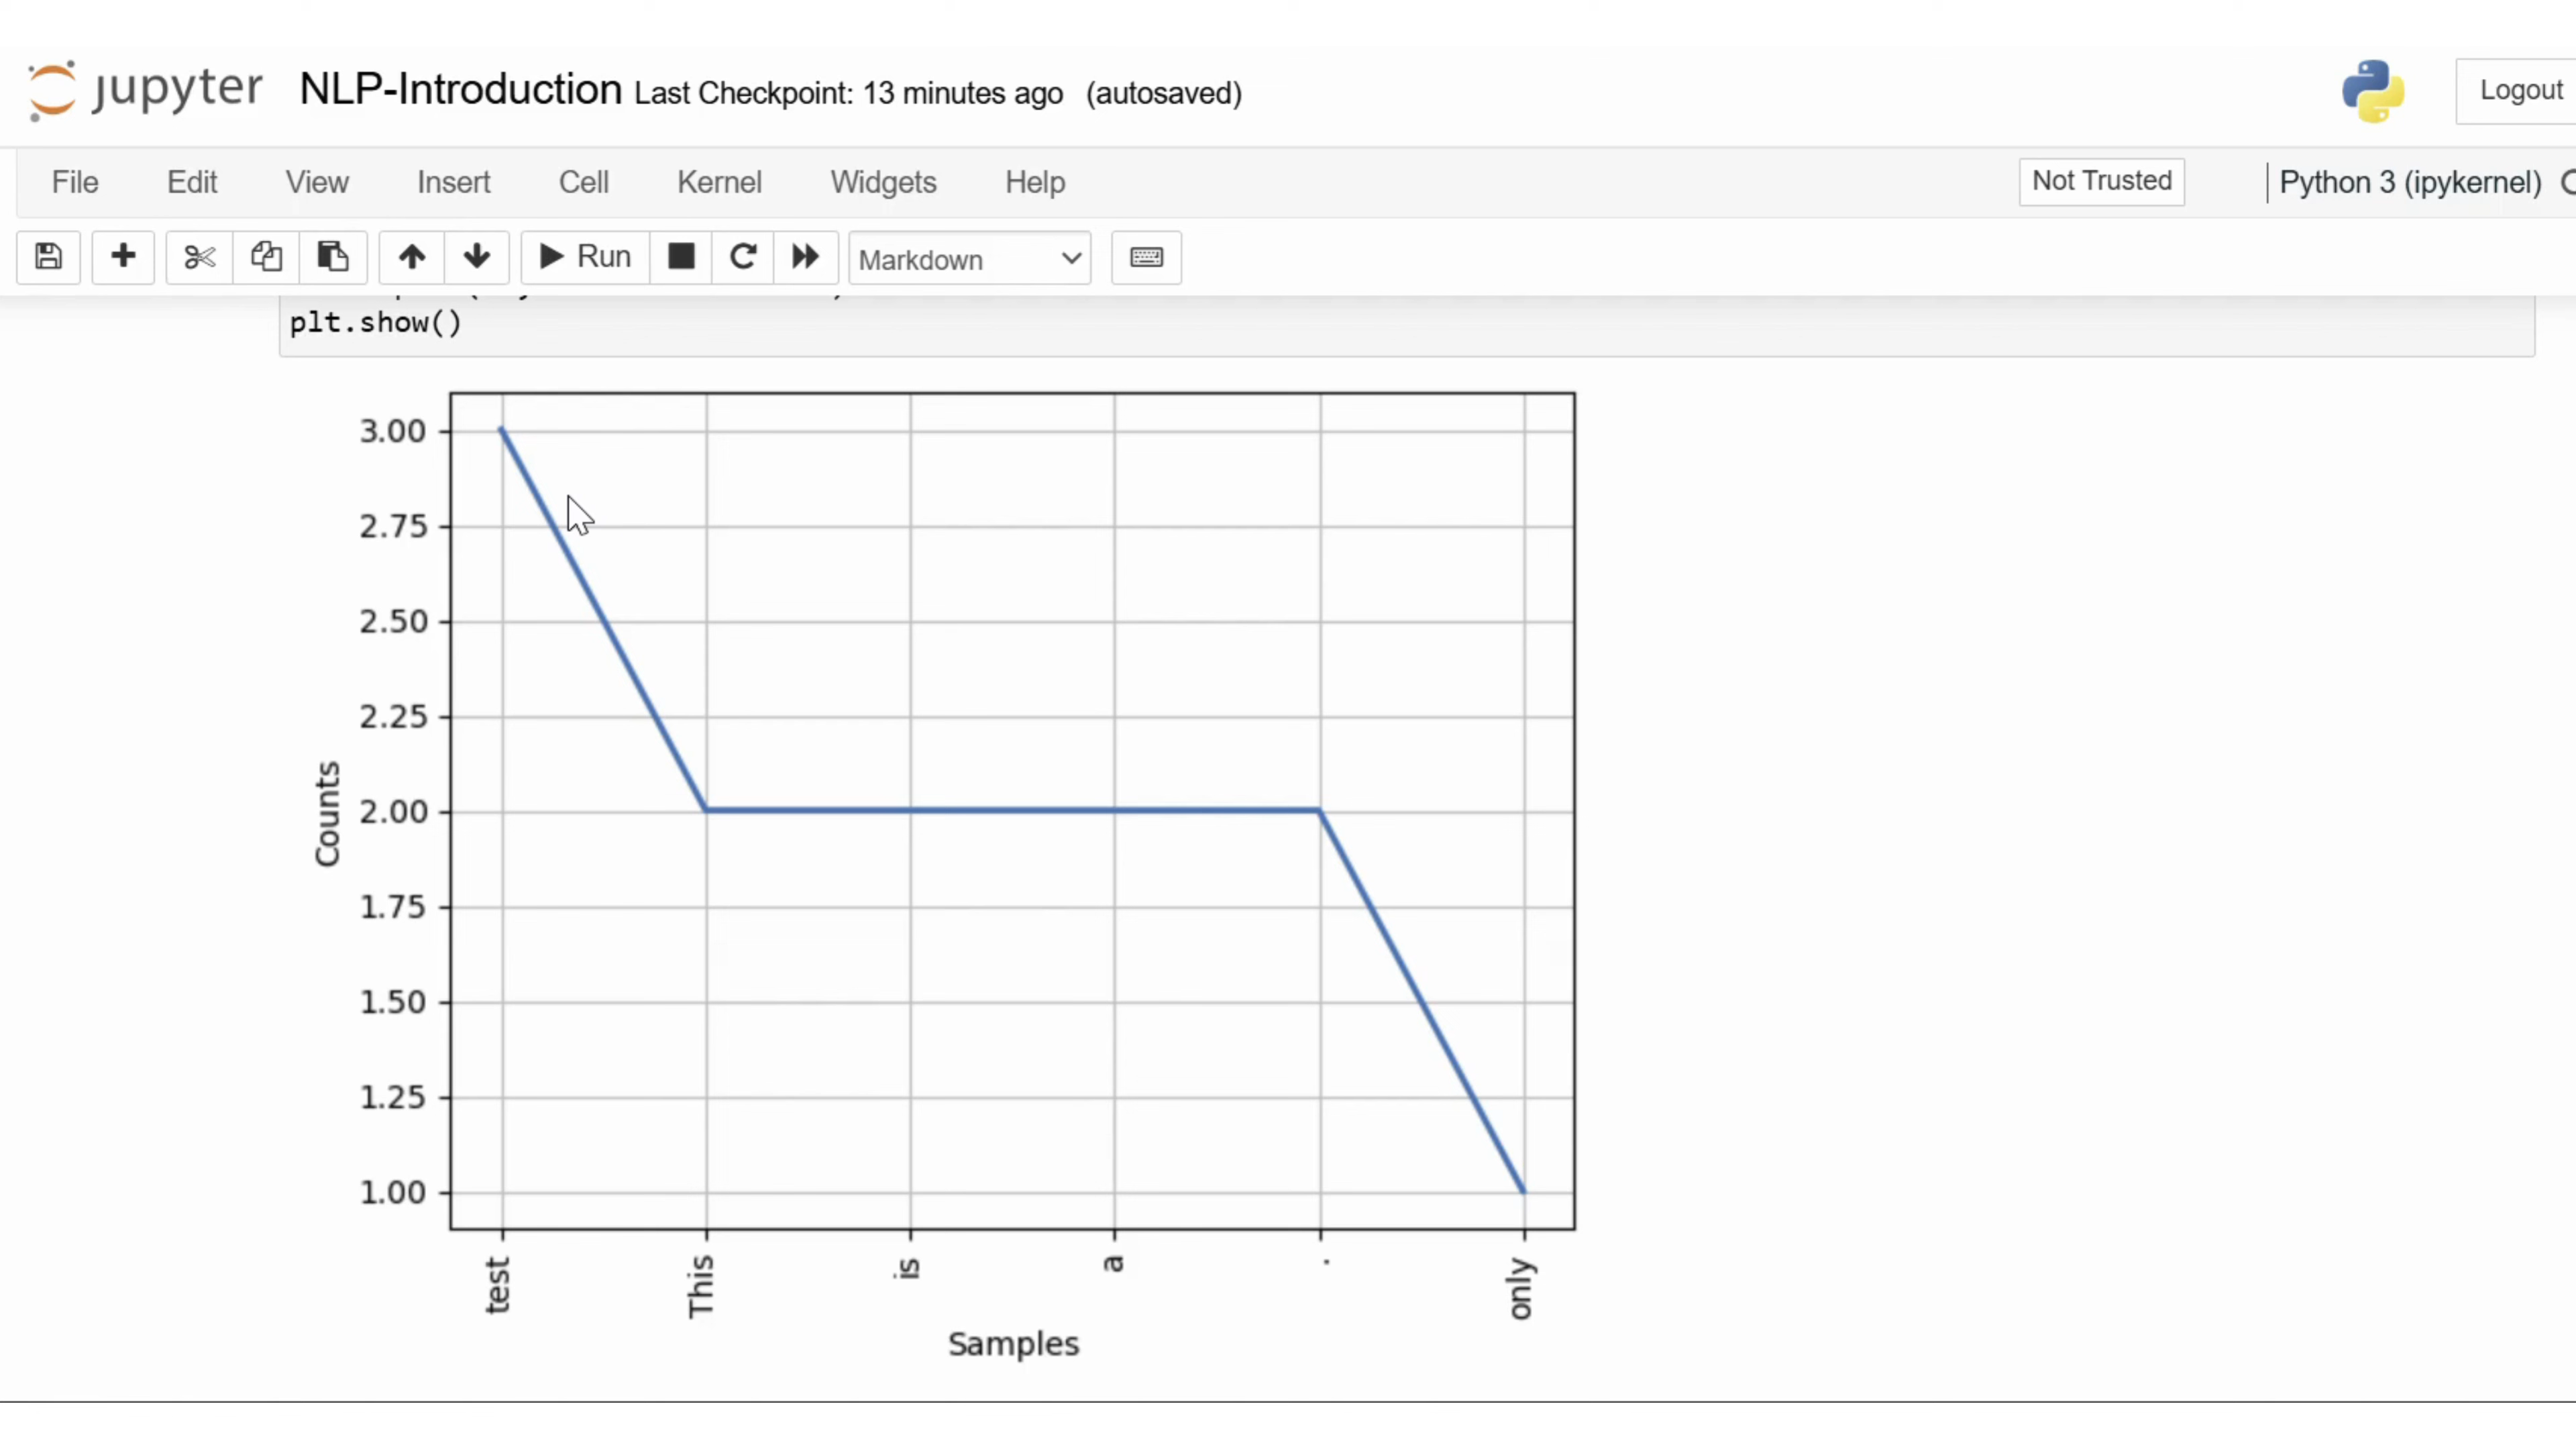 jupyter NLP-Introduction Last Checkpoint: 13 minutes ago (autosaved) Logout
File Edit View Insert Cell Kernel Widgets Help Not Trusted Python 3 (ipykernel)
Run Markdown
plt.show()
3.00
2.75
2.50
2.25
2.00
1.75
1.50
1.25
1.00
Counts
test This is a . only
Samples